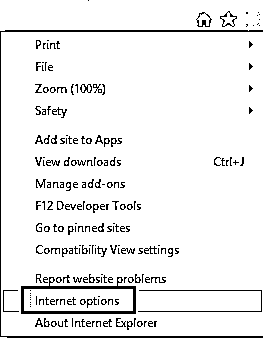 Print
File
Zoom (100%)
Safety
Add site to Apps
View downloads Ctrl+J
Manage add-ons
F12 Developer Tools
Go to pinned sites
Compatibility View settings
Report website problems
Internet options
About Internet Explorer